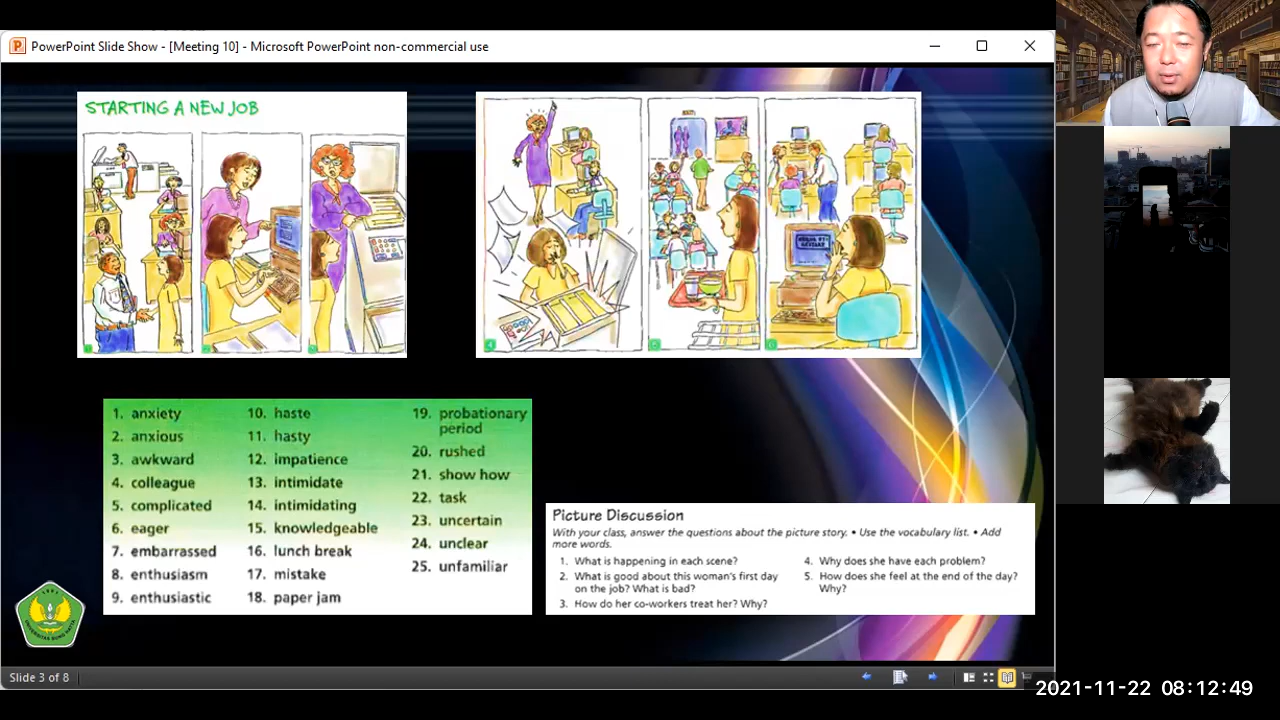 PowerPoint Slide Show - [Meeting 10] - Microsoft PowerPoint non-commercial use
STARTING A NEW JOB
1. anxiety
2. anxious
3. awkward
4. colleague
5. complicated
6. eager
7. embarrassed
8. enthusiasm
9. enthusiastic
10. haste
11. hasty
12. impatience
13. intimidate
14. intimidating
15. knowledgeable
16. lunch break
17. mistake
18. paper jam
19. probationary
period
20. rushed
21. show how
22. task
23. uncertain
24. unclear
25. unfamiliar
Picture Discussion
With your class, answer the questions about the picture story. • Use the vocabulary list. • Add
more words.
1. What is happening in each scene?
2. What is good about this woman's first day
on the job? What is bad?
3. How do her co-workers treat her? Why?
4. Why does she have each problem?
5. How does she feel at the end of the day?
Why?
Slide 3 of 8
2021-11-22 08:12:49